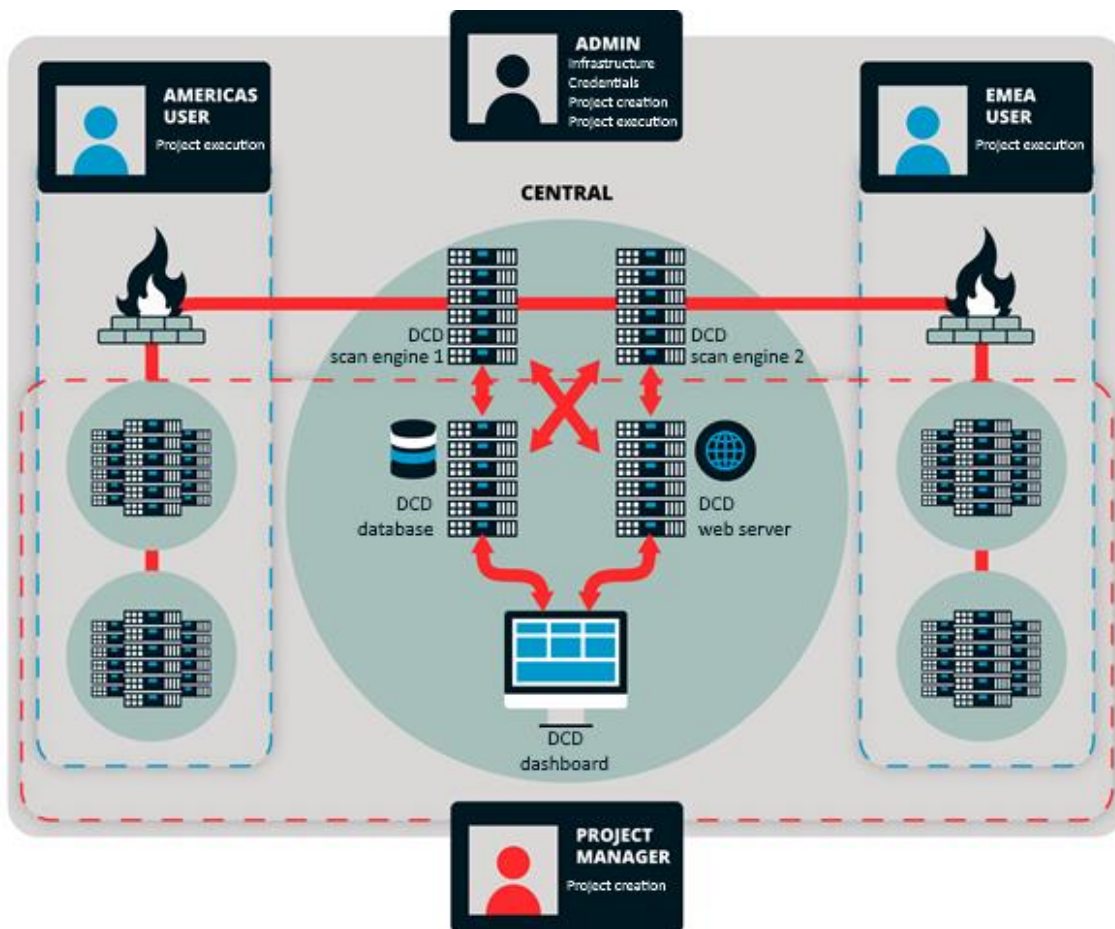 ADMIN
Infrastructure
Credentials
Project creation
Project execution
AMERICAS
USER
Project execution
EMEA
USER
Project execution
CENTRAL
DCD
scan engine 1
DCD
scan engine 2
DCD
database
DCD
web server
DCD
dashboard
PROJECT
MANAGER
Project creation